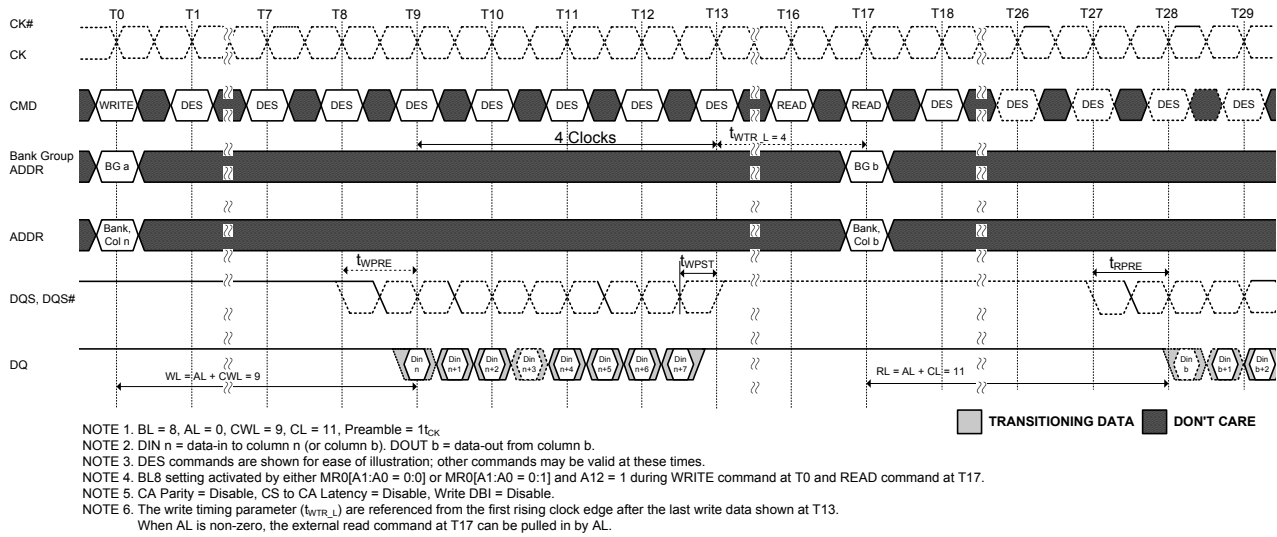 T0 T1 T7 T8 T9 T10 T11 T12 T13 T16 T17 T18 T26 T27 T28 T29
CK#
CK
CMD WRITE DES DES DES DES DES DES DES DES READ READ DES DES DES DES DES
4 Clocks tWTR_L = 4
Bank Group
ADDR
BG a BG b
ADDR
Bank, Col n
Bank, Col b
tWPRE tWPST tRPRE
DQS, DQS#
DQ
Din n Din n+1 Din n+2 Din n+3 Din n+4 Din n+5 Din n+6 Din n+7 Din b Din b+1 Din b+2
WL = AL + CWL = 9 RL = AL + CL = 11
TRANSITIONING DATA DON'T CARE
NOTE 1. BL = 8, AL = 0, CWL = 9, CL = 11, Preamble = 1tCK
NOTE 2. DIN n = data-in to column n (or column b). DOUT b = data-out from column b.
NOTE 3. DES commands are shown for ease of illustration; other commands may be valid at these times.
NOTE 4. BL8 setting activated by either MR0[A1:A0 = 0:0] or MR0[A1:A0 = 0:1] and A12 = 1 during WRITE command at T0 and READ command at T17.
NOTE 5. CA Parity = Disable, CS to CA Latency = Disable, Write DBI = Disable.
NOTE 6. The write timing parameter (tWTR_L) are referenced from the first rising clock edge after the last write data shown at T13.
When AL is non-zero, the external read command at T17 can be pulled in by AL.